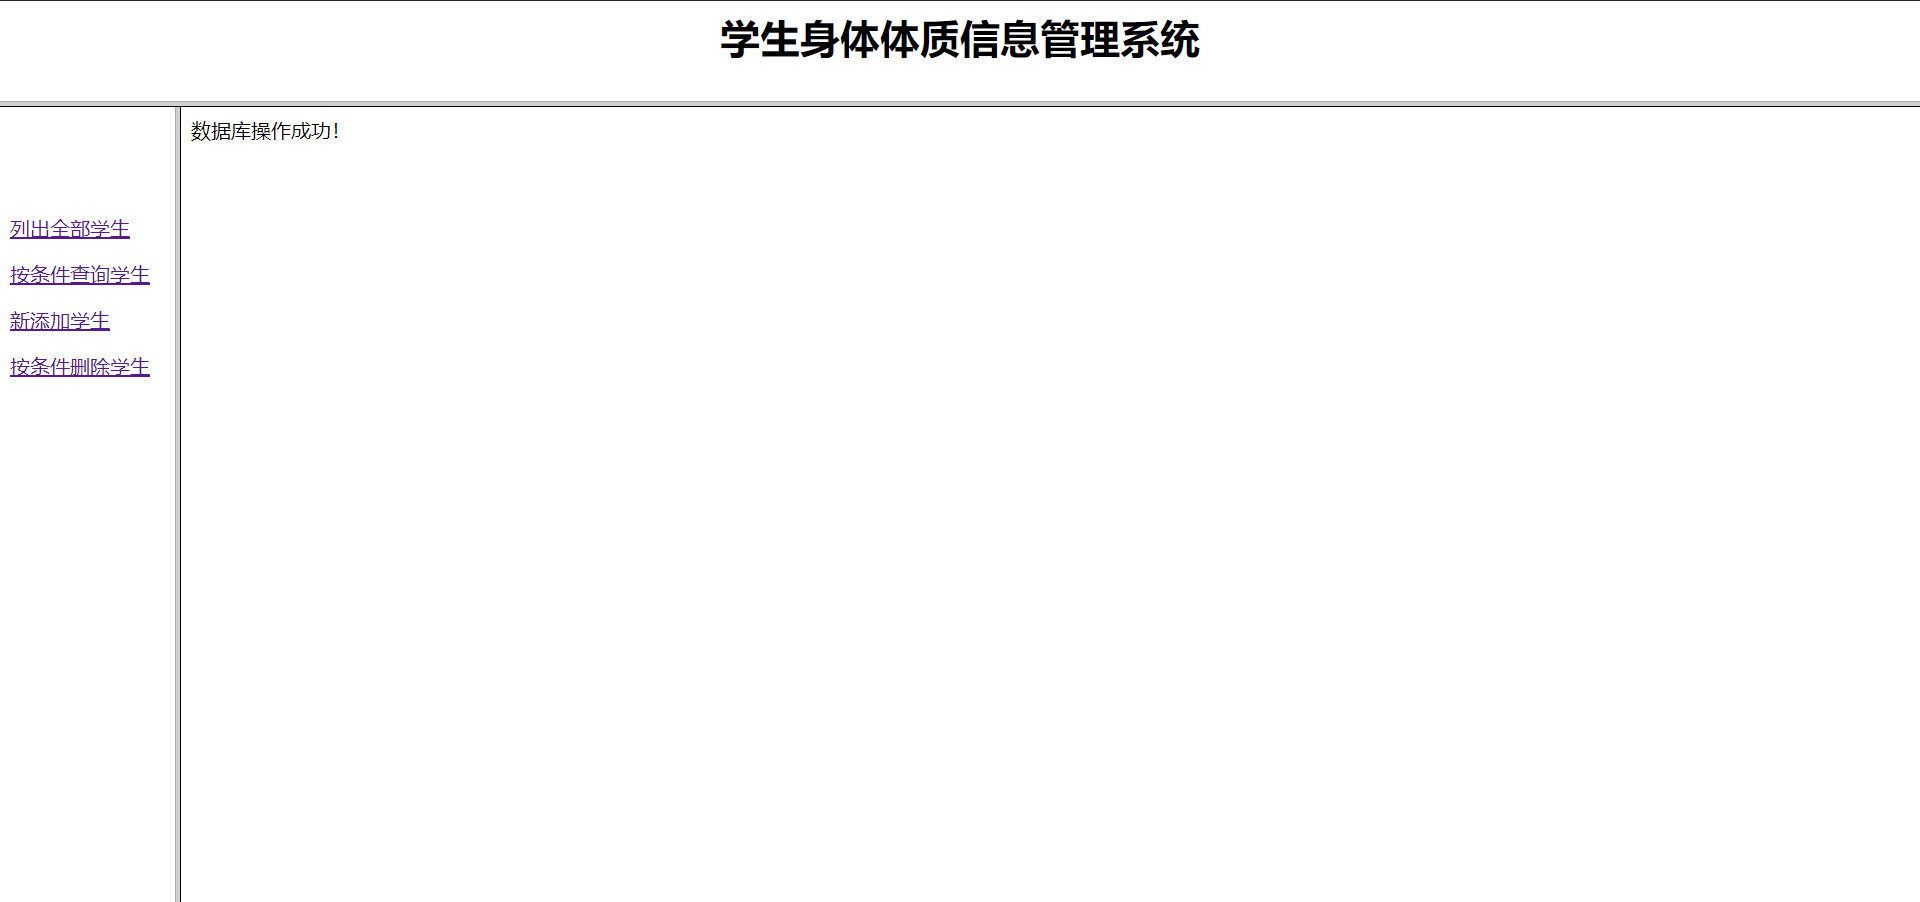 学生身体体质信息管理系统
数据库操作成功!
列出全部学生
按条件查询学生
新添加学生
按条件删除学生